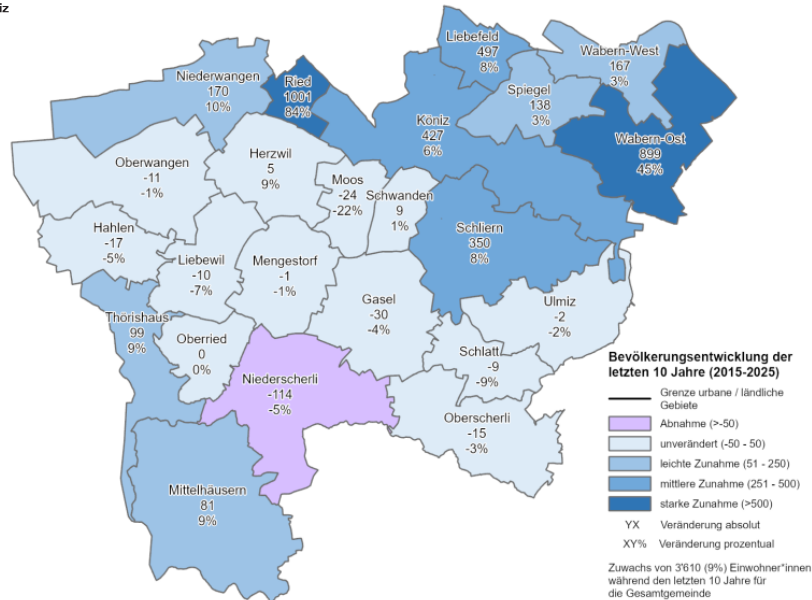 iz
Liebefeld
497
8%
Wabern-West
167
3%
Niederwangen
170
10%
Ried
1001
84%
Spiegel
138
3%
Köniz
427
6%
Wabern-Ost
899
45%
Oberwangen
-11
-1%
Herzwil
5
9%
Moos
-24
-22%
Schwanden
9
1%
Hahlen
-17
-5%
Schliern
350
8%
Liebewil
-10
-7%
Mengestorf
-1
-1%
Gasel
-30
-4%
Ulmiz
-2
-2%
Thörishaus
99
9%
Oberried
0
0%
Schlatt
-9
-9%
Niederscherli
-114
-5%
Oberscherli
-15
-3%
Mittelhäusern
81
9%
Bevölkerungsentwicklung der
letzten 10 Jahre (2015-2025)
Grenze urbane / ländliche
Gebiete
Abnahme (>-50)
unverändert (-50 - 50)
leichte Zunahme (51 - 250)
mittlere Zunahme (251 - 500)
starke Zunahme (>500)
YX Veränderung absolut
XY% Veränderung prozentual
Zuwachs von 3'610 (9%) Einwohner*innen
während den letzten 10 Jahre für
die Gesamtgemeinde